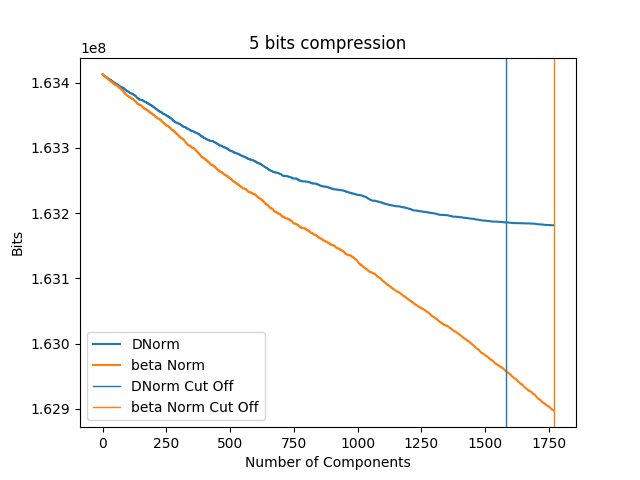 5 bits compression
1e8
1.634
1.633
1.632
1.631
1.630
1.629
Bits
DNorm
beta Norm
DNorm Cut Off
beta Norm Cut Off
0 250 500 750 1000 1250 1500 1750
Number of Components